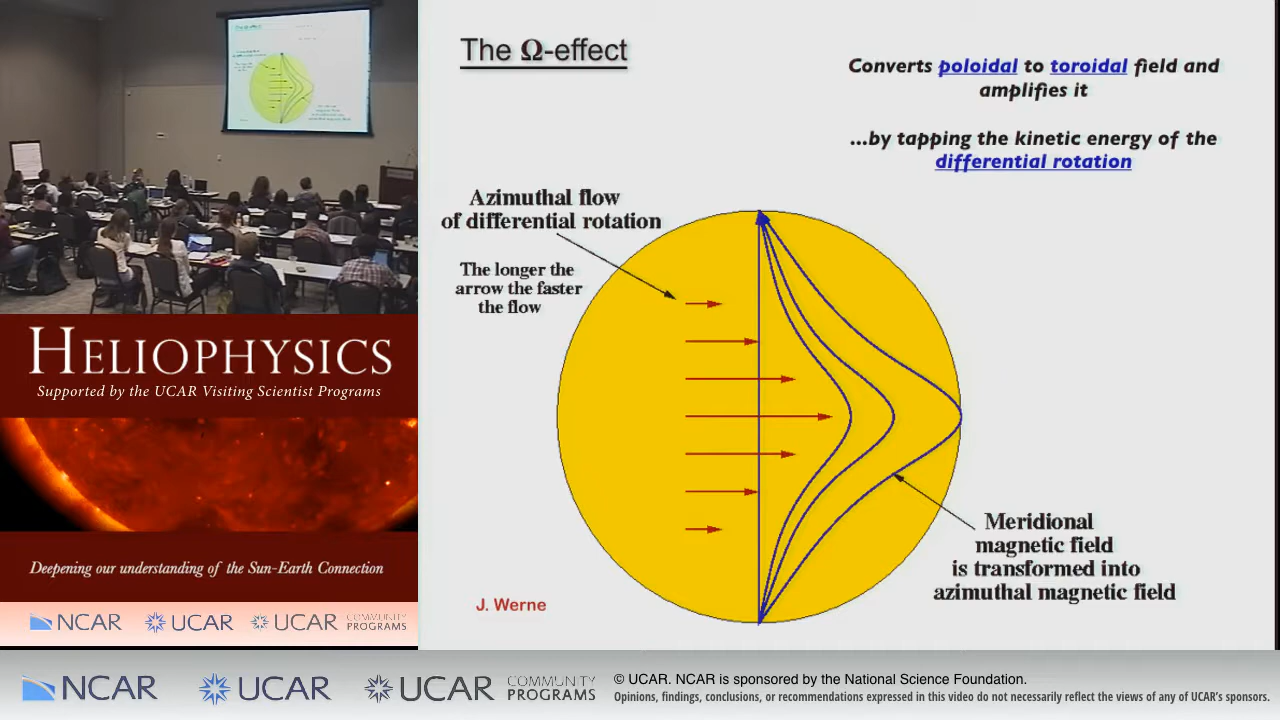 The Ω-effect
Converts poloidal to toroidal field and
amplifies it
...by tapping the kinetic energy of the
differential rotation
Azimuthal flow
of differential rotation
The longer the
arrow the faster
the flow
Meridional
magnetic field
is transformed into
azimuthal magnetic field
J. Werne
HELIOPHYSICS
Supported by the UCAR Visiting Scientist Programs
Deepening our understanding of the Sun-Earth Connection
NCAR UCAR UCAR COMMUNITY
PROGRAMS
NCAR UCAR UCAR COMMUNITY
PROGRAMS
© UCAR. NCAR is sponsored by the National Science Foundation.
Opinions, findings, conclusions, or recommendations expressed in this video do not necessarily reflect the views of any of UCAR's sponsors.